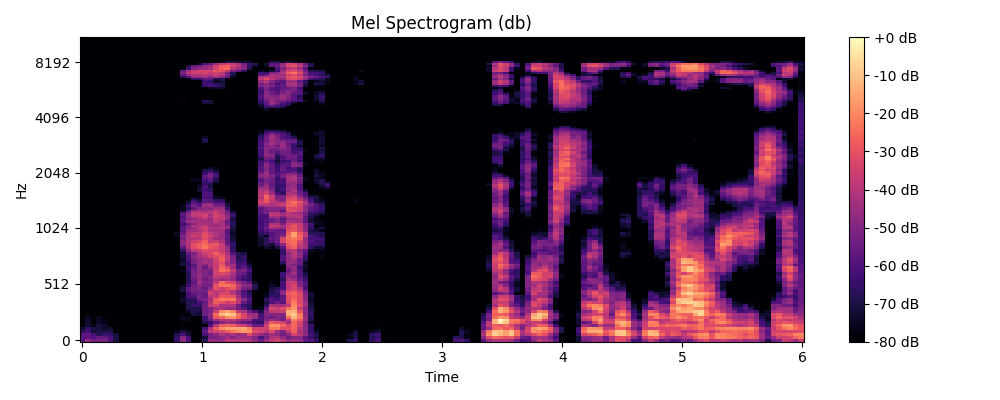 Mel Spectrogram (db)
8192
4096
2048
1024
512
0
Hz
0 1 2 3 4 5 6
Time
+0 dB
-10 dB
-20 dB
-30 dB
-40 dB
-50 dB
-60 dB
-70 dB
-80 dB